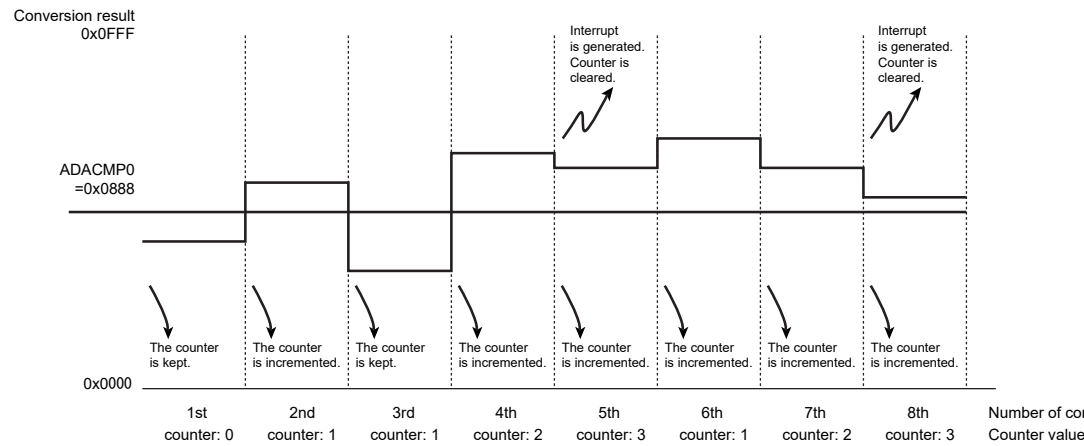 Conversion result
0x0FFF
Interrupt
is generated.
Counter is
cleared.
Interrupt
is generated.
Counter is
cleared.
ADACMP0
=0x0888
The counter
is kept.
The counter
is incremented.
The counter
is kept.
The counter
is incremented.
The counter
is incremented.
The counter
is incremented.
The counter
is incremented.
The counter
is incremented.
0x0000
1st 2nd 3rd 4th 5th 6th 7th 8th Number of
counter: 0 counter: 1 counter: 1 counter: 2 counter: 3 counter: 1 counter: 2 counter: 3 Counter value